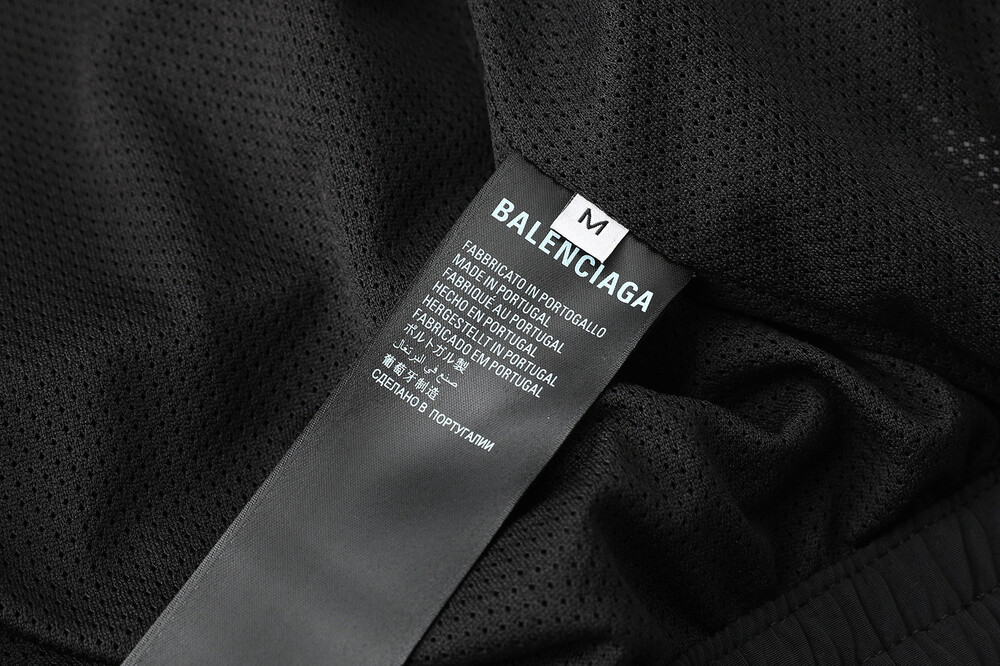 M
BALENCIAGA
FABBRICATO IN PORTOGALLO
MADE IN PORTUGAL
FABRIQUÉ AU PORTUGAL
HECHO EN PORTUGAL
HERGESTELLT IN PORTUGAL
FABRICADO EM PORTUGAL
ポルトガル製
صنع في البرتغال
葡萄牙制造
СДЕЛАНО В ПОРТУГАЛИИ